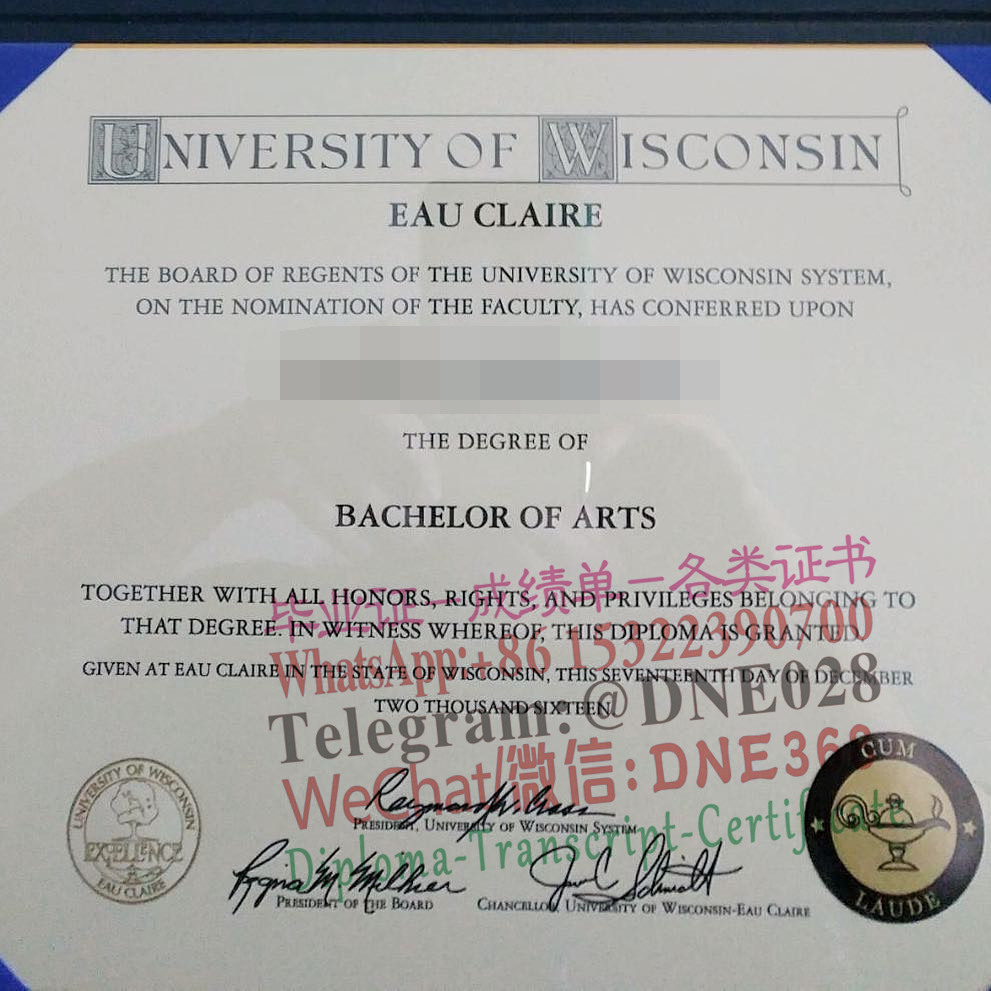 UNIVERSITY OF WISCONSIN
EAU CLAIRE
THE BOARD OF REGENTS OF THE UNIVERSITY OF WISCONSIN SYSTEM,
ON THE NOMINATION OF THE FACULTY, HAS CONFERRED UPON
THE DEGREE OF
BACHELOR OF ARTS
毕业证－成绩单－各类证书
TOGETHER WITH ALL HONORS, RIGHTS, AND PRIVILEGES BELONGING TO
THAT DEGREE. IN WITNESS WHEREOF, THIS DIPLOMA IS GRANTED.
WhatsApp:+86 15322390700
GIVEN AT EAU CLAIRE IN THE STATE OF WISCONSIN, THIS SEVENTEENTH DAY OF DECEMBER
TWO THOUSAND SIXTEEN.
Telegram:@DNE028
WeChat/微信:DNE360
Diploma-Transcript-Certificate
PRESIDENT, UNIVERSITY OF WISCONSIN SYSTEM
PRESIDENT OF THE BOARD
CHANCELLOR, UNIVERSITY OF WISCONSIN-EAU CLAIRE
UNIVERSITY OF WISCONSIN
EXCELLENCE
EAU CLAIRE
CUM
LAUDE